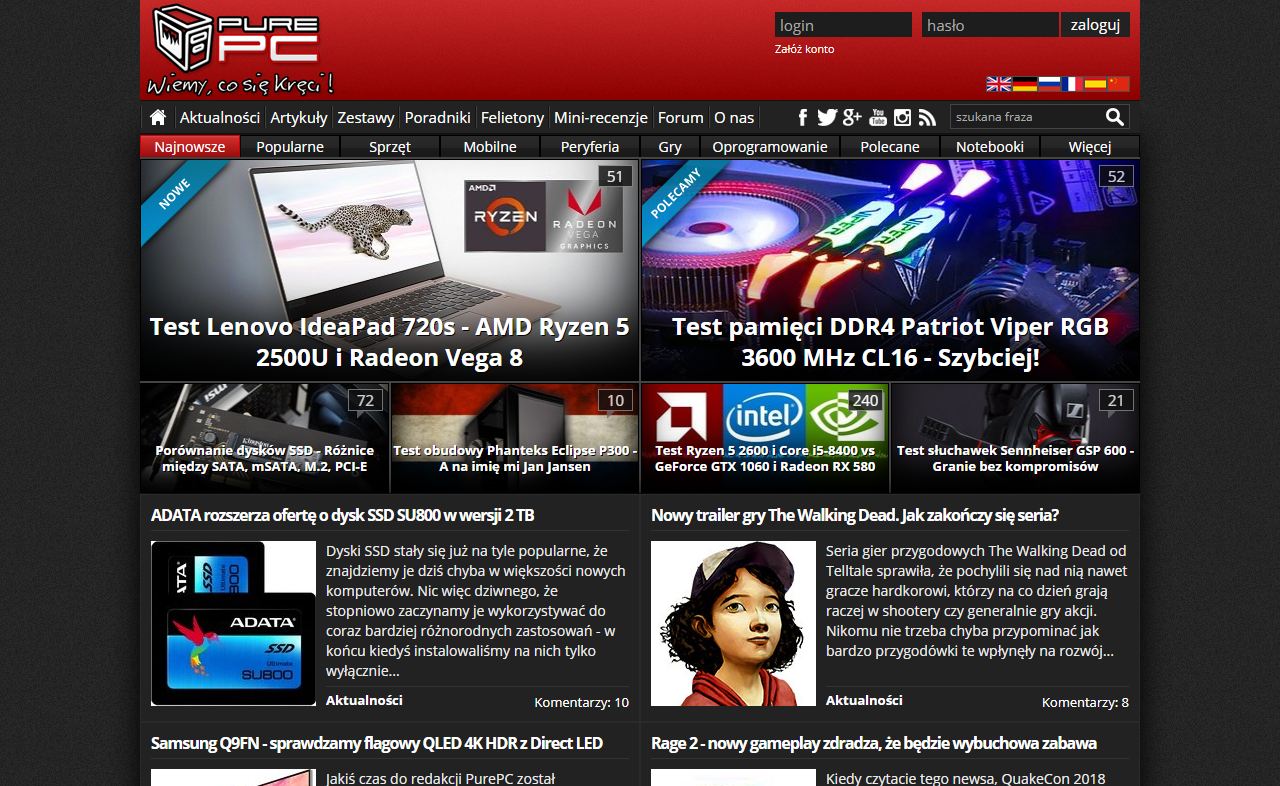 PURE
PC
Wiemy, co się Kręci!
login
hasło
zaloguj
Załóż konto
Aktualności
Artykuły
Zestawy
Poradniki
Felietony
Mini-recenzje
Forum
O nas
You
Tube
szukana fraza
Najnowsze
Popularne
Sprzęt
Mobilne
Peryferia
Gry
Oprogramowanie
Polecane
Notebooki
Więcej
NOWE
51
AMD
RYZEN
RADEON
VEGA
GRAPHICS
Test Lenovo IdeaPad 720s - AMD Ryzen 5
2500U i Radeon Vega 8
POLECAMY
52
VIPER
Test pamięci DDR4 Patriot Viper RGB
3600 MHz CL16 - Szybciej!
msi
Kingston
72
Porównanie dysków SSD - Różnice
między SATA, mSATA, M.2, PCI-E
10
Test obudowy Phanteks Eclipse P300 -
A na imię mi Jan Jansen
intel
240
Test Ryzen 5 2600 i Core i5-8400 vs
GeForce GTX 1060 i Radeon RX 580
21
Test słuchawek Sennheiser GSP 600 -
Granie bez kompromisów
ADATA rozszerza ofertę o dysk SSD SU800 w wersji 2 TB
SSD
ADATA
SSD
Ultimate
SU800
Dyski SSD stały się już na tyle popularne, że
znajdziemy je dziś chyba w większości nowych
komputerów. Nic więc dziwnego, że
stopniowo zaczynamy je wykorzystywać do
coraz bardziej różnorodnych zastosowań - w
końcu kiedyś instalowaliśmy na nich tylko
wyłącznie...
Aktualności
Komentarzy: 10
Nowy trailer gry The Walking Dead. Jak zakończy się seria?
Seria gier przygodowych The Walking Dead od
Telltale sprawiła, że pochylili się nad nią nawet
gracze hardkorowi, którzy na co dzień grają
raczej w shootery czy generalnie gry akcji.
Nikomu nie trzeba chyba przypominać jak
bardzo przygodówki te wpłynęły na rozwój...
Aktualności
Komentarzy: 8
Samsung Q9FN - sprawdzamy flagowy QLED 4K HDR z Direct LED
Jakiś czas do redakcji PurePC został
Rage 2 - nowy gameplay zdradza, że będzie wybuchowa zabawa
Kiedy czytacie tego newsa, QuakeCon 2018